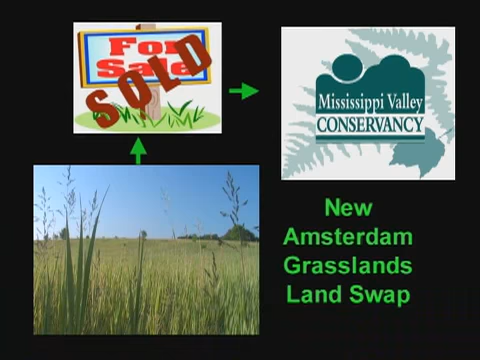 For
Sale
SOLD
Mississippi Valley
CONSERVANCY
New
Amsterdam
Grasslands
Land Swap